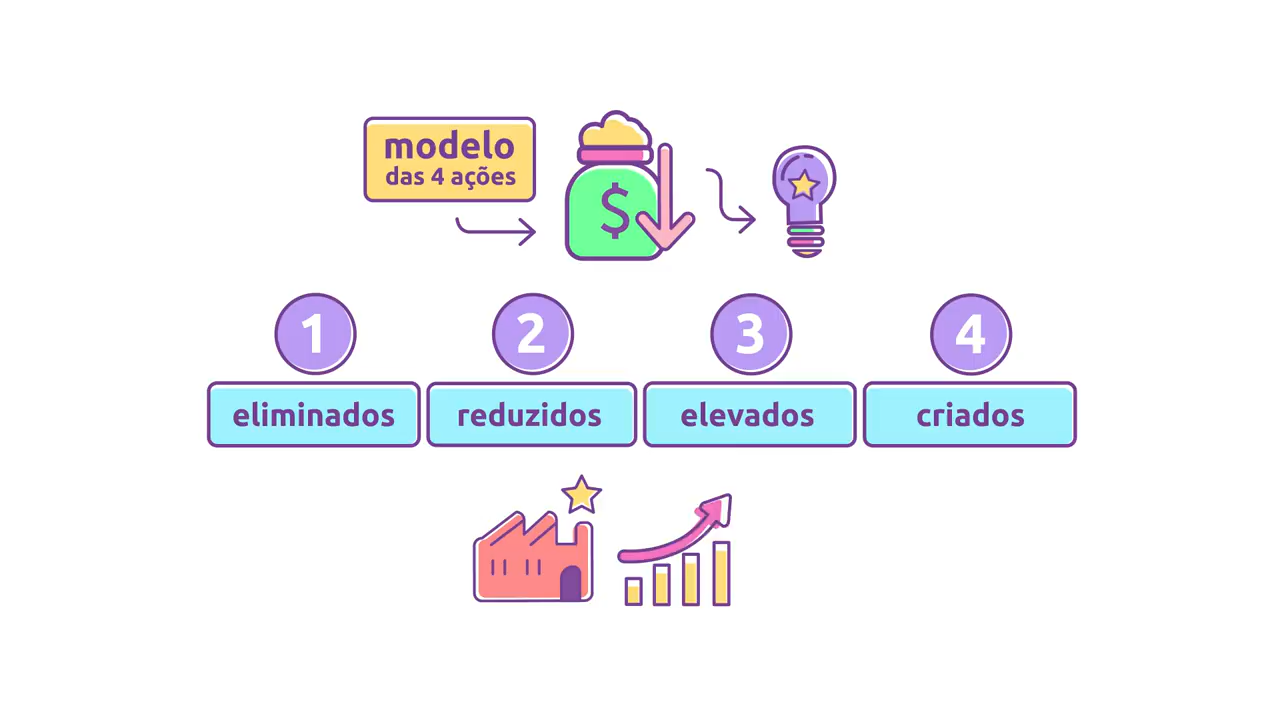 modelo
das 4 ações
$
1
2
3
4
eliminados
reduzidos
elevados
criados